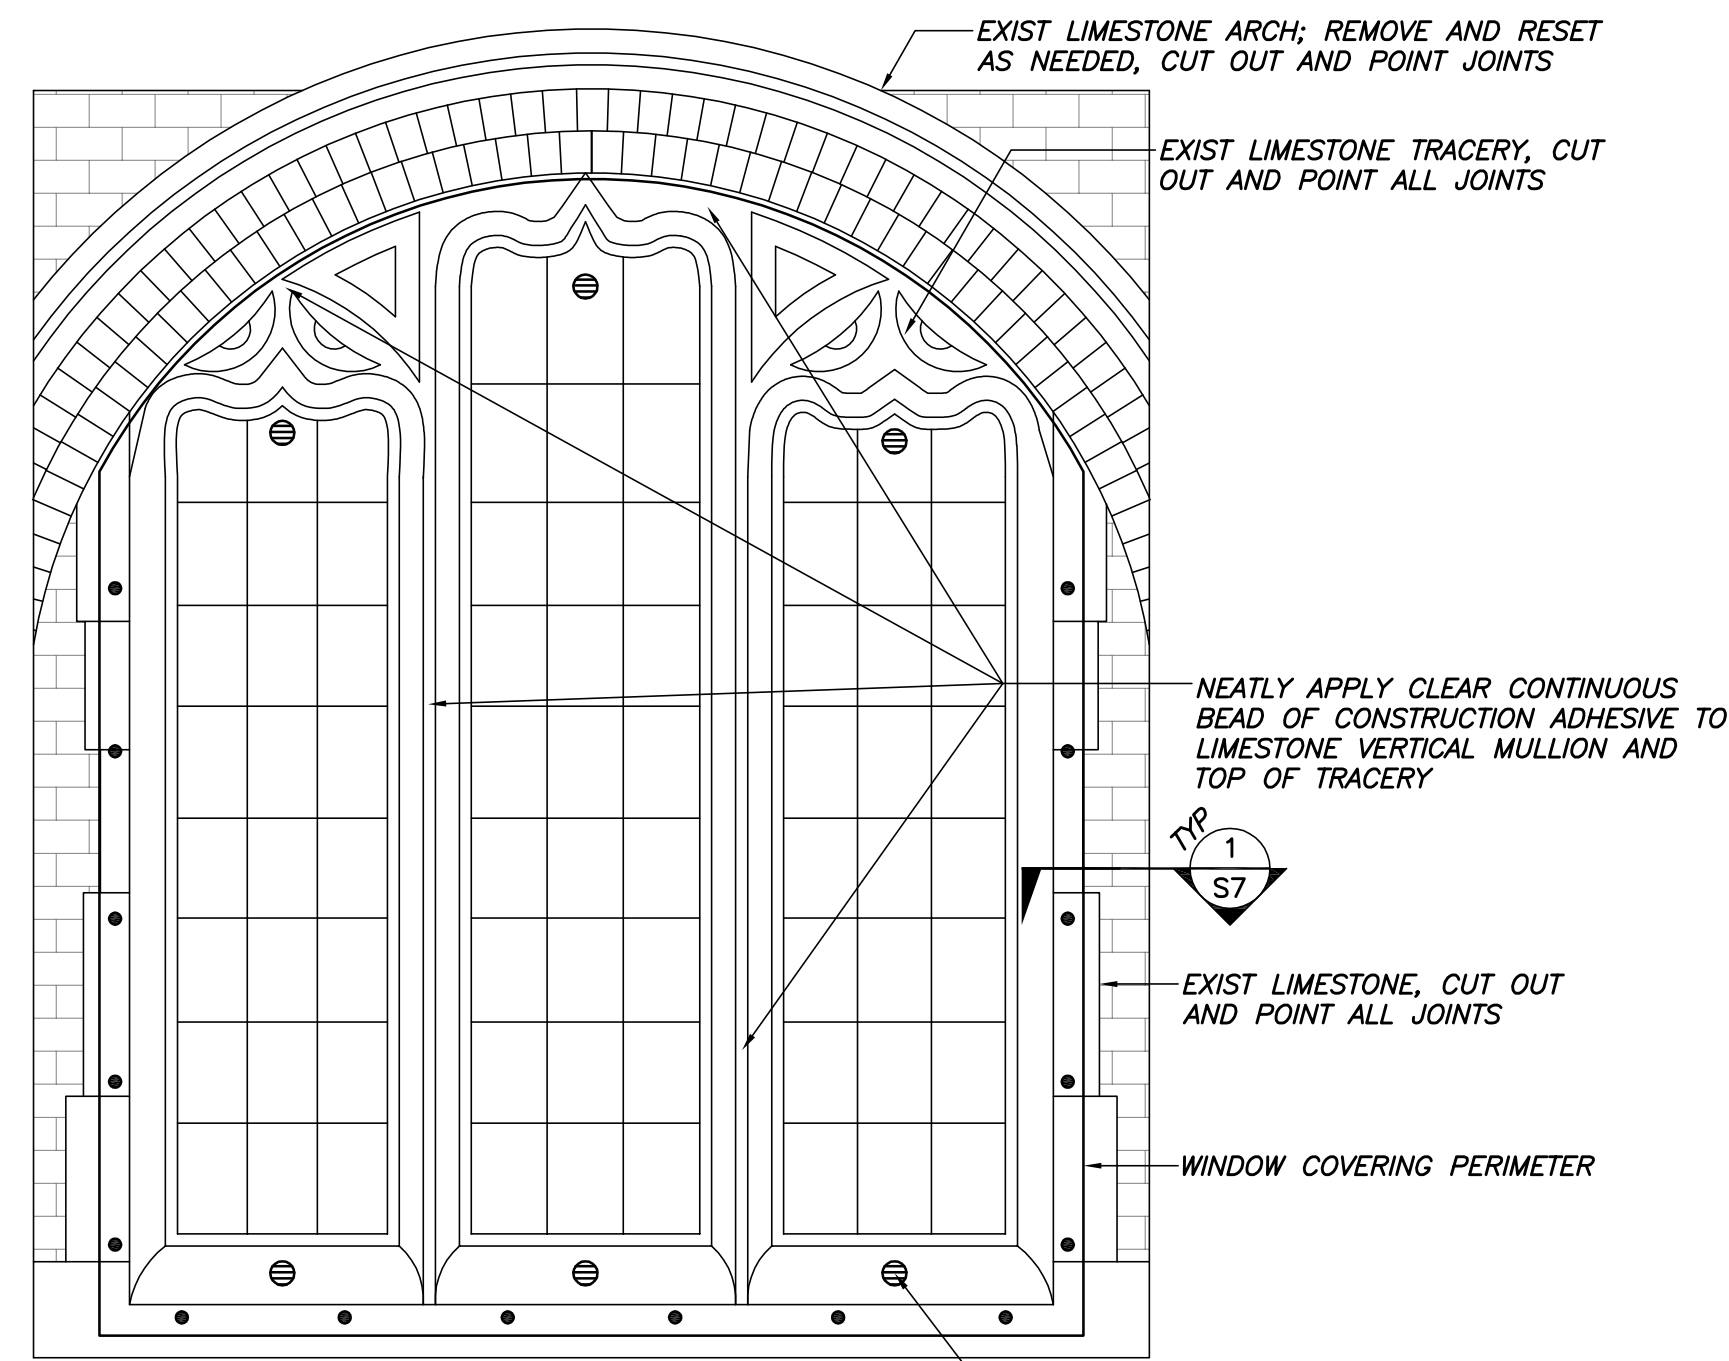 EXIST LIMESTONE ARCH; REMOVE AND RESET
AS NEEDED, CUT OUT AND POINT JOINTS
EXIST LIMESTONE TRACERY, CUT
OUT AND POINT ALL JOINTS
NEATLY APPLY CLEAR CONTINUOUS
BEAD OF CONSTRUCTION ADHESIVE TO
LIMESTONE VERTICAL MULLION AND
TOP OF TRACERY
TYP
1
S7
EXIST LIMESTONE, CUT OUT
AND POINT ALL JOINTS
WINDOW COVERING PERIMETER